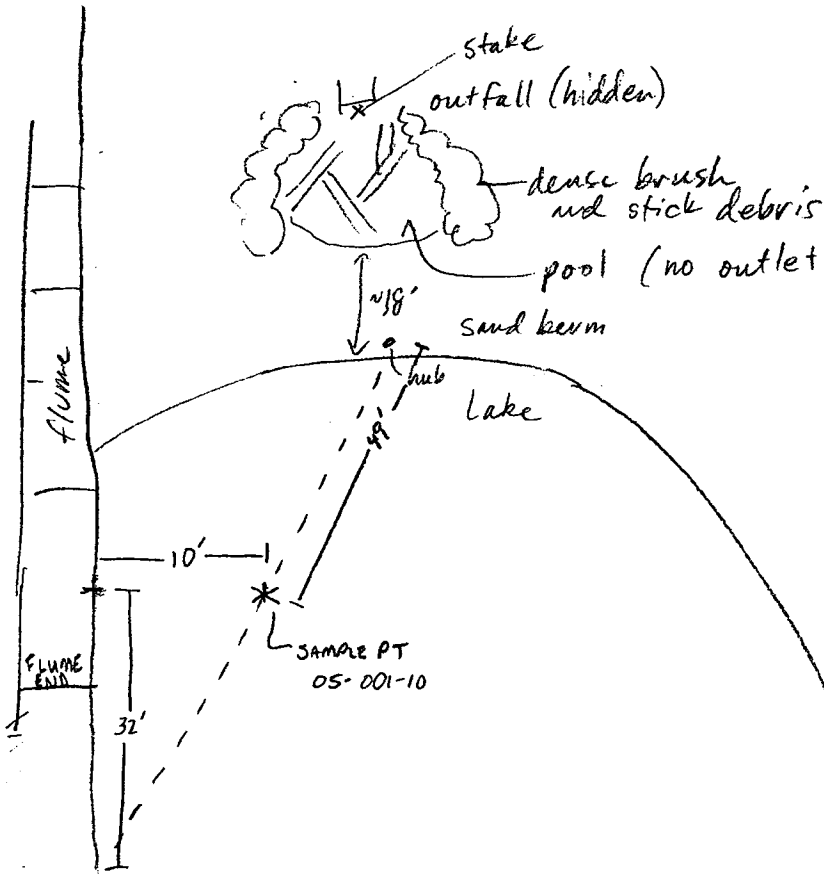 stake
outfall (hidden)
dense brush
and stick debris
pool (no outlet
~18'
sand berm
hub
Lake
49'
flume
10'
SAMPLE PT
05-001-10
FLUME
END
32'